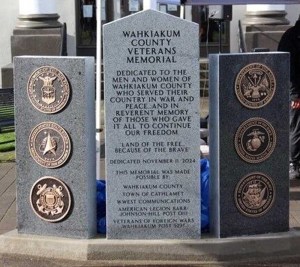 WAHKIAKUM
COUNTY
VETERANS
MEMORIAL
DEDICATED TO THE
MEN AND WOMEN OF
WAHKIAKUM COUNTY
WHO SERVED THEIR
COUNTRY IN WAR AND
PEACE...AND IN
REVERENT MEMORY
OF THOSE WHO GAVE
IT ALL TO CONTINUE
OUR FREEDOM
"LAND OF THE FREE,
BECAUSE OF THE BRAVE"
DEDICATED NOVEMBER 11, 2024
THIS MEMORIAL WAS MADE
POSSIBLE BY
WAHKIAKUM COUNTY
TOWN OF CATHLAMET
WWEST COMMUNICATIONS
AMERICAN LEGION BARR-
JOHNSON-HILL POST
VETERANS OF FOREIGN WARS
WAHKIAKUM POST